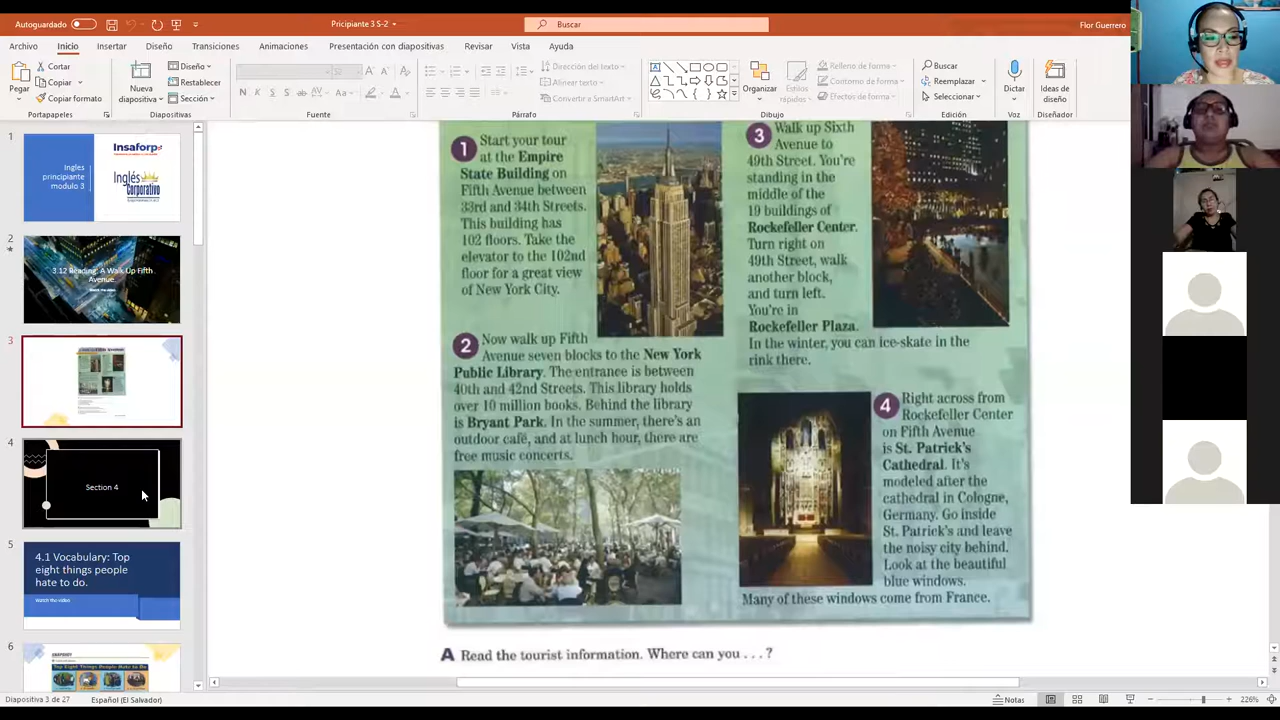 Autoguardado
Pricipiante 3 S-2
Buscar
Flor Guerrero
Archivo Inicio Insertar Diseño Transiciones Animaciones Presentación con diapositivas Revisar Vista Ayuda
Pegar
Cortar
Copiar
Copiar formato
Portapapeles
Nueva diapositiva
Diseño
Restablecer
Sección
Diapositivas
Fuente
Dirección del texto
Alinear texto
Convertir a SmartArt
Párrafo
Organizar
Estilos rápidos
Relleno de forma
Contorno de forma
Efectos de forma
Dibujo
Buscar
Reemplazar
Seleccionar
Edición
Dictar
Voz
Ideas de diseño
Diseñador
1
Ingles
principiante
modulo 3
Insaforp
Inglés
Corporativo
2
3.12 Reading: A Walk Up Fifth
Avenue.
3
4
Section 4
5
4.1 Vocabulary: Top
eight things people
hate to do.
Watch the video
6
SNAPSHOT
Top Eight Things People Hate to Do
1 Start your tour
at the Empire
State Building on
Fifth Avenue between
33rd and 34th Streets.
This building has
102 floors. Take the
elevator to the 102nd
floor for a great view
of New York City.
2 Now walk up Fifth
Avenue seven blocks to the New York
Public Library. The entrance is between
40th and 42nd Streets. This library holds
over 10 million books. Behind the library
is Bryant Park. In the summer, there's an
outdoor café, and at lunch hour, there are
free music concerts.
3 Walk up Sixth
Avenue to
49th Street. You're
standing in the
middle of the
19 buildings of
Rockefeller Center.
Turn right on
49th Street, walk
another block,
and turn left.
You're in
Rockefeller Plaza.
In the winter, you can ice-skate in the
rink there.
4 Right across from
Rockefeller Center
on Fifth Avenue
is St. Patrick's
Cathedral. It's
modeled after the
cathedral in Cologne,
Germany. Go inside
St. Patrick's and leave
the noisy city behind.
Look at the beautiful
blue windows.
Many of these windows come from France.
A Read the tourist information. Where can you . . . ?
Diapositiva 3 de 27 Español (El Salvador) Notas 226%